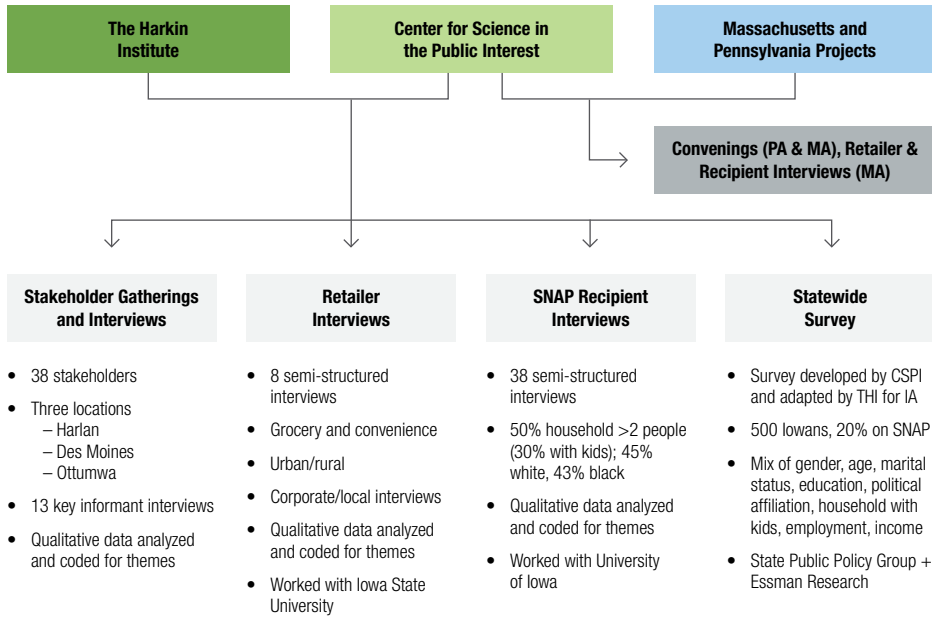 The Harkin
Institute
Center for Science in
the Public Interest
Massachusetts and
Pennsylvania Projects
Convenings (PA & MA), Retailer &
Recipient Interviews (MA)
Stakeholder Gatherings
and Interviews
• 38 stakeholders
• Three locations
– Harlan
– Des Moines
– Ottumwa
• 13 key informant interviews
• Qualitative data analyzed
and coded for themes
Retailer
Interviews
• 8 semi-structured
interviews
• Grocery and convenience
• Urban/rural
• Corporate/local interviews
• Qualitative data analyzed
and coded for themes
• Worked with Iowa State
University
SNAP Recipient
Interviews
• 38 semi-structured
interviews
• 50% household >2 people
(30% with kids); 45%
white, 43% black
• Qualitative data analyzed
and coded for themes
• Worked with University
of Iowa
Statewide
Survey
• Survey developed by CSPI
and adapted by THI for IA
• 500 Iowans, 20% on SNAP
• Mix of gender, age, marital
status, education, political
affiliation, household with
kids, employment, income
• State Public Policy Group +
Essman Research